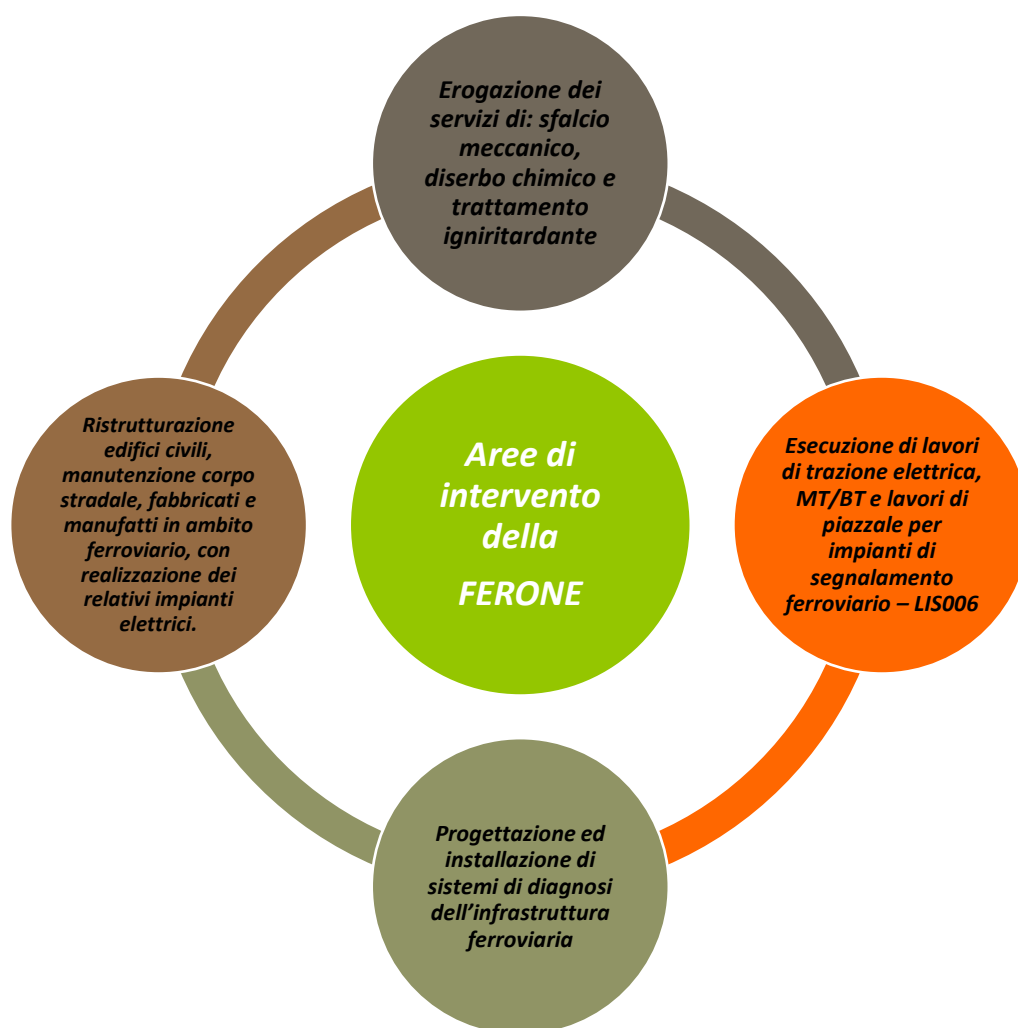 Erogazione dei
servizi di: sfalcio
meccanico,
diserbo chimico e
trattamento
igniritardante
Ristrutturazione
edifici civili,
manutenzione corpo
stradale, fabbricati e
manufatti in ambito
ferroviario, con
realizzazione dei
relativi impianti
elettrici.
Aree di
intervento
della
FERONE
Esecuzione di lavori
di trazione elettrica,
MT/BT e lavori di
piazzale per
impianti di
segnalamento
ferroviario – LIS006
Progettazione ed
installazione di
sistemi di diagnosi
dell’infrastruttura
ferroviaria